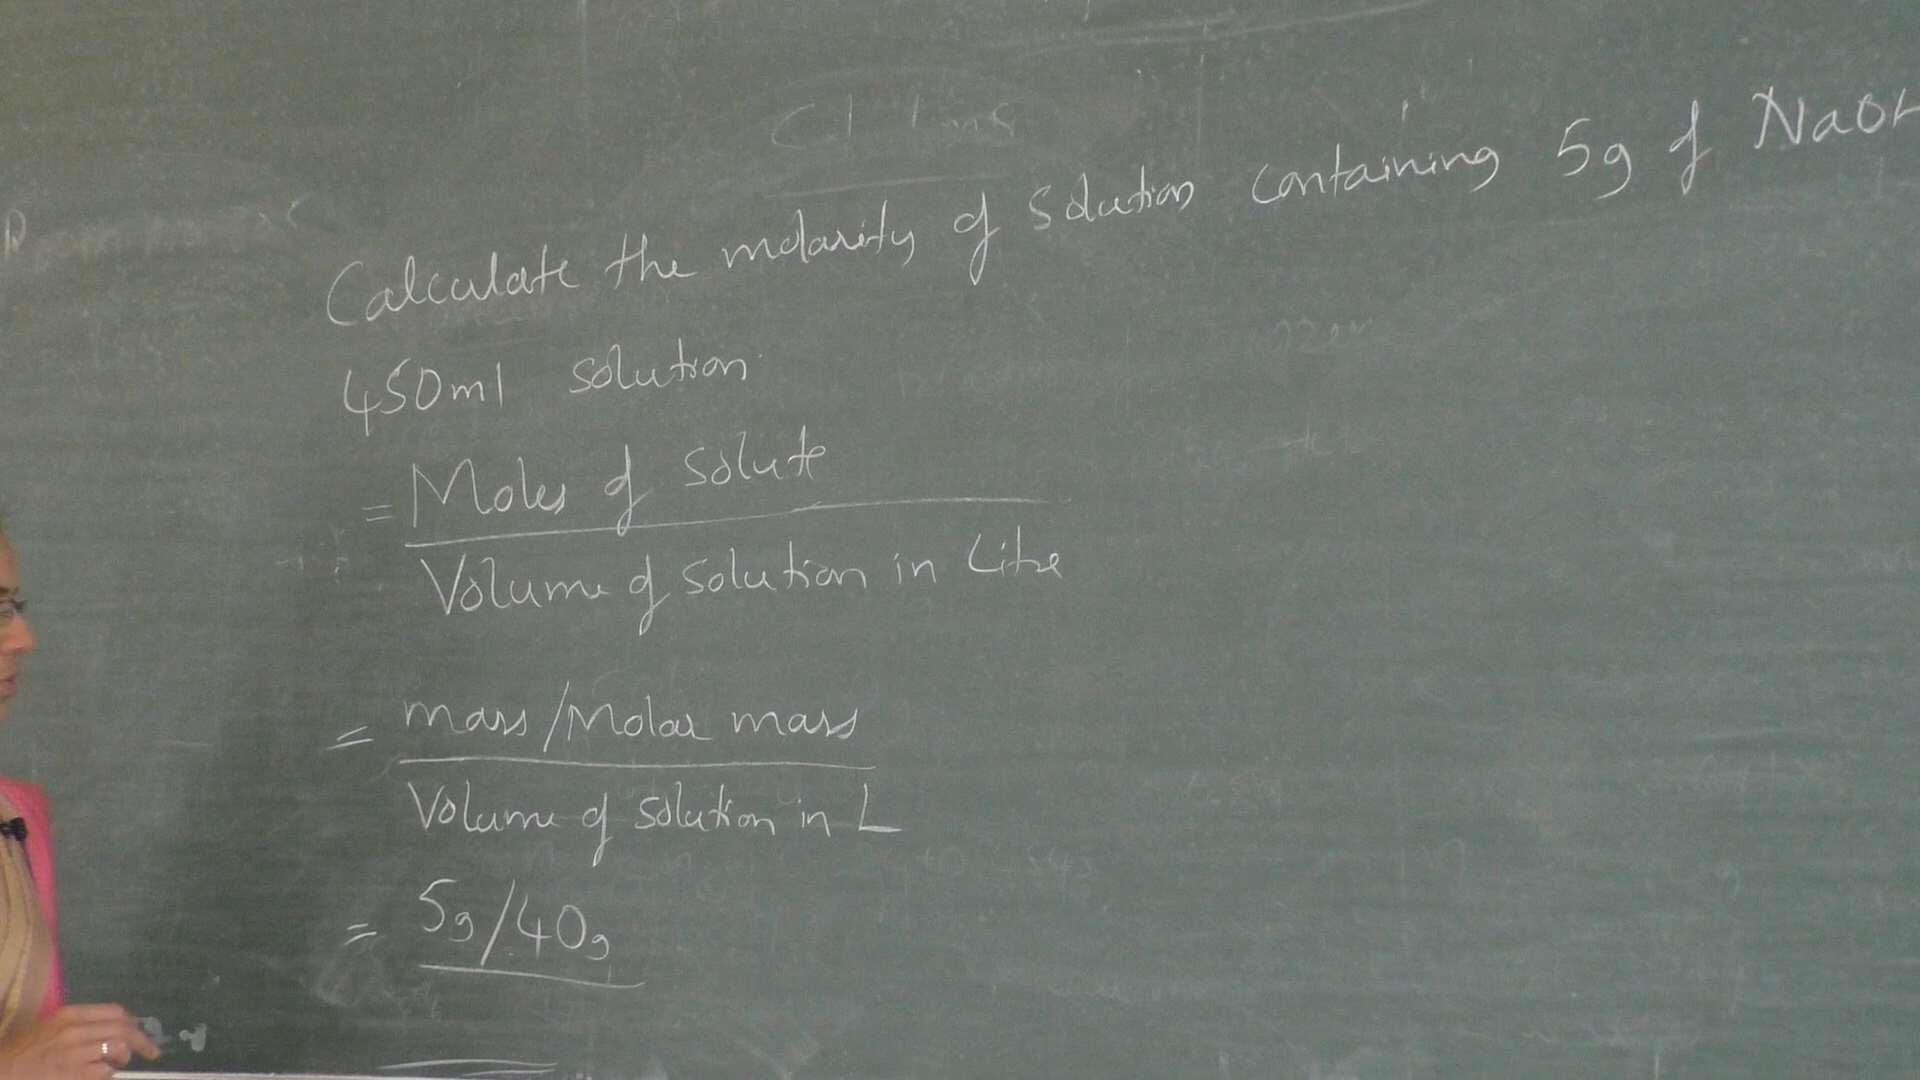 Calculate the molarity of solution containing 5g of NaOH
450ml solution
= Moles of solute
Volume of solution in Litre
= mass/Molar mass
Volume of solution in L
= 5g/40g